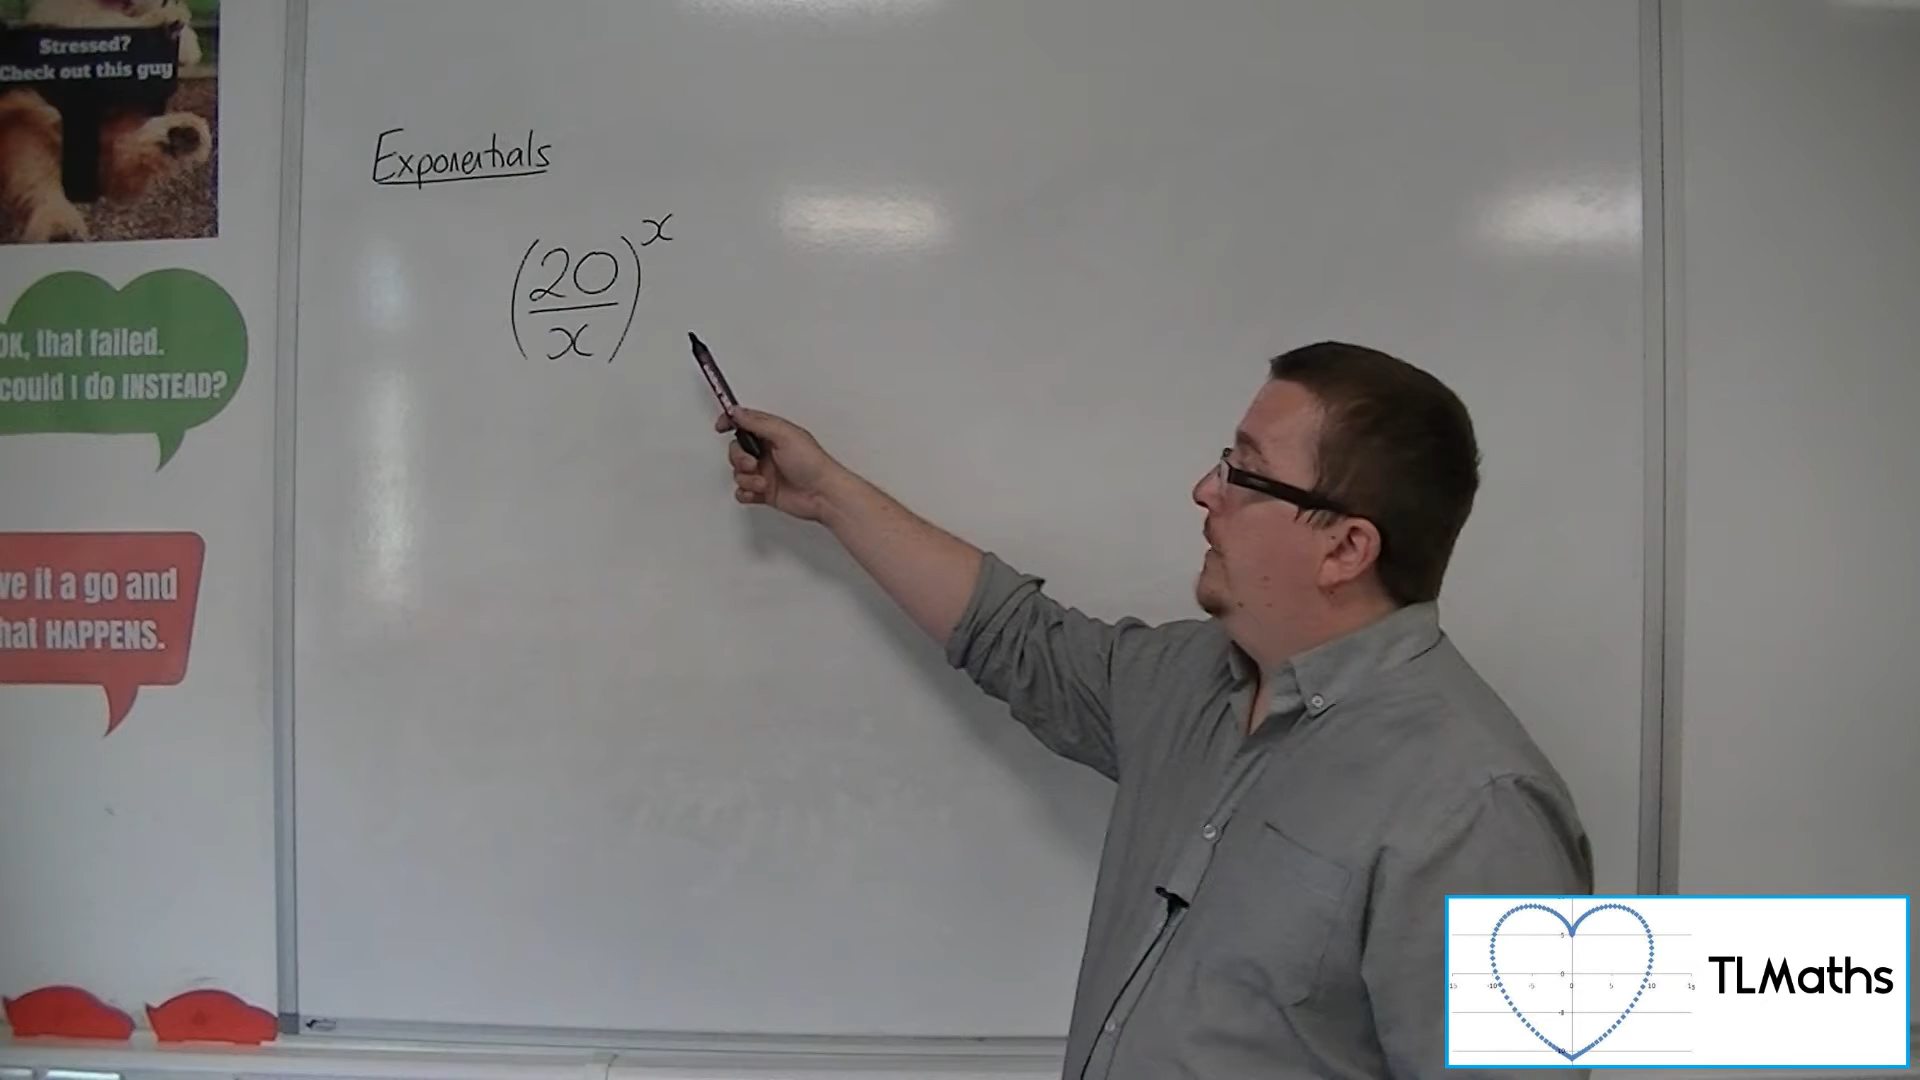 Stressed?
Check out this guy
Exponentials
(20/x)^x
OK, that failed.
could I do INSTEAD?
ve it a go and
hat HAPPENS.
TLMaths